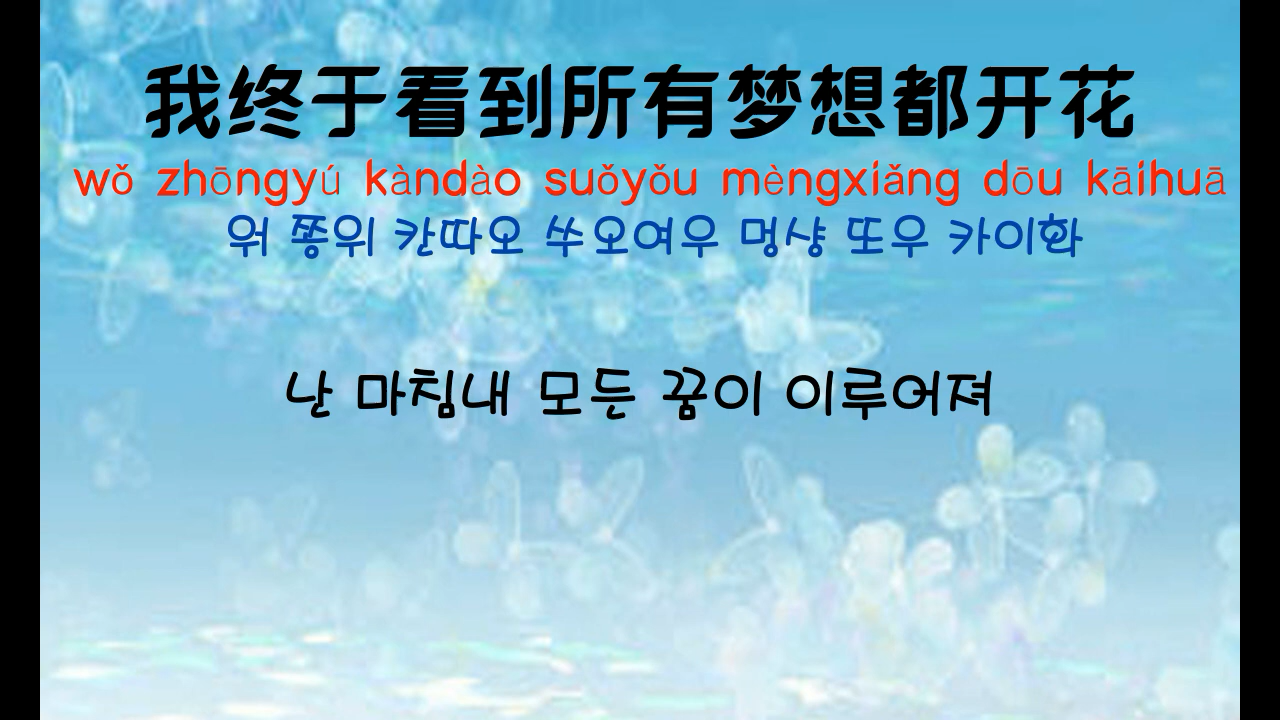 我终于看到所有梦想都开花
wǒ zhōngyú kàndào suǒyǒu mèngxiǎng dōu kāihuā
워 쫑위 칸따오 쑤오여우 멍샹 또우 카이화
난 마침내 모든 꿈이 이루어져